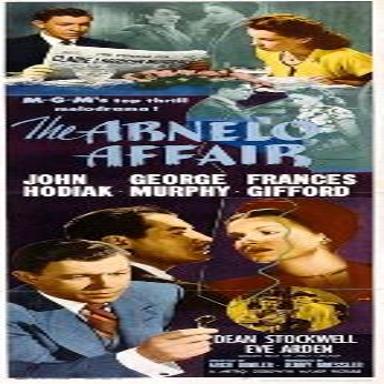 M-G-M's top thrill
melodrama!
The ARNELO
AFFAIR
JOHN GEORGE FRANCES
HODIAK · MURPHY · GIFFORD
DEAN STOCKWELL
EVE ARDEN